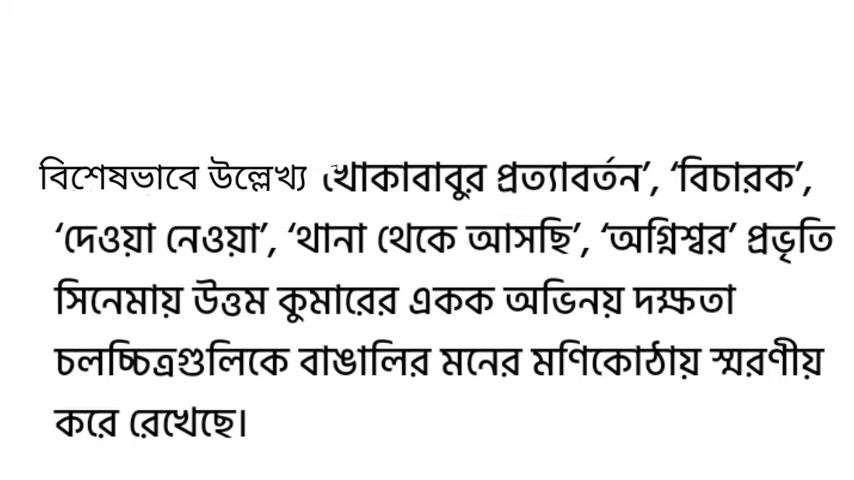 বিশেষভাবে উল্লেখ্য খোকাবাবুর প্রত্যাবর্তন’, ‘বিচারক’,
‘দেওয়া নেওয়া’, ‘থানা থেকে আসছি’, ‘অগ্নিশ্বর’ প্রভৃতি
সিনেমায় উত্তম কুমারের একক অভিনয় দক্ষতা
চলচ্চিত্রগুলিকে বাঙালির মনের মণিকোঠায় স্মরণীয়
করে রেখেছে।